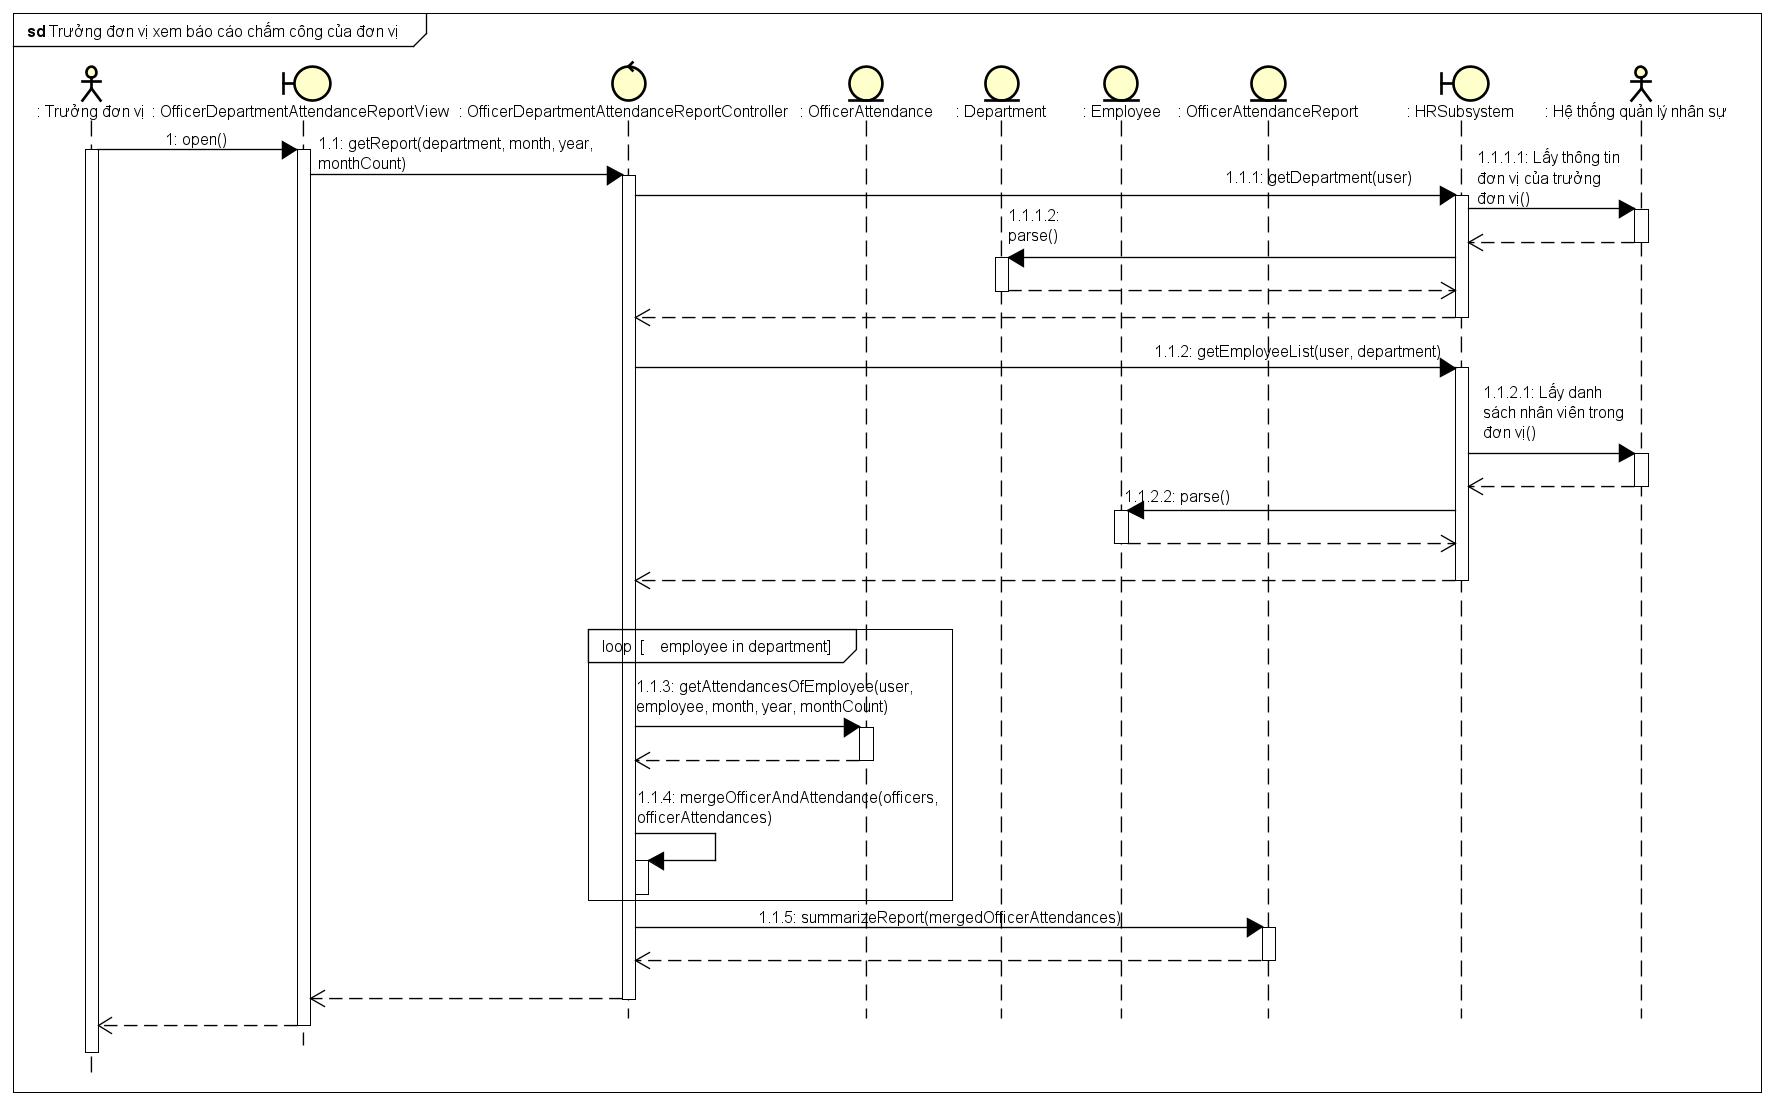 sd Trưởng đơn vị xem báo cáo chấm công của đơn vị
: Trưởng đơn vị
: OfficerDepartmentAttendanceReportView
: OfficerDepartmentAttendanceReportController
: OfficerAttendance
: Department
: Employee
: OfficerAttendanceReport
: HRSubsystem
: Hệ thống quản lý nhân sự
1: open()
1.1: getReport(department, month, year,
monthCount)
1.1.1: getDepartment(user)
1.1.1.1: Lấy thông tin
đơn vị của trưởng
đơn vị()
1.1.1.2:
parse()
1.1.2: getEmployeeList(user, department)
1.1.2.1: Lấy danh
sách nhân viên trong
đơn vị()
1.1.2.2: parse()
loop [ employee in department]
1.1.3: getAttendancesOfEmployee(user,
employee, month, year, monthCount)
1.1.4: mergeOfficerAndAttendance(officers,
officerAttendances)
1.1.5: summarizeReport(mergedOfficerAttendances)